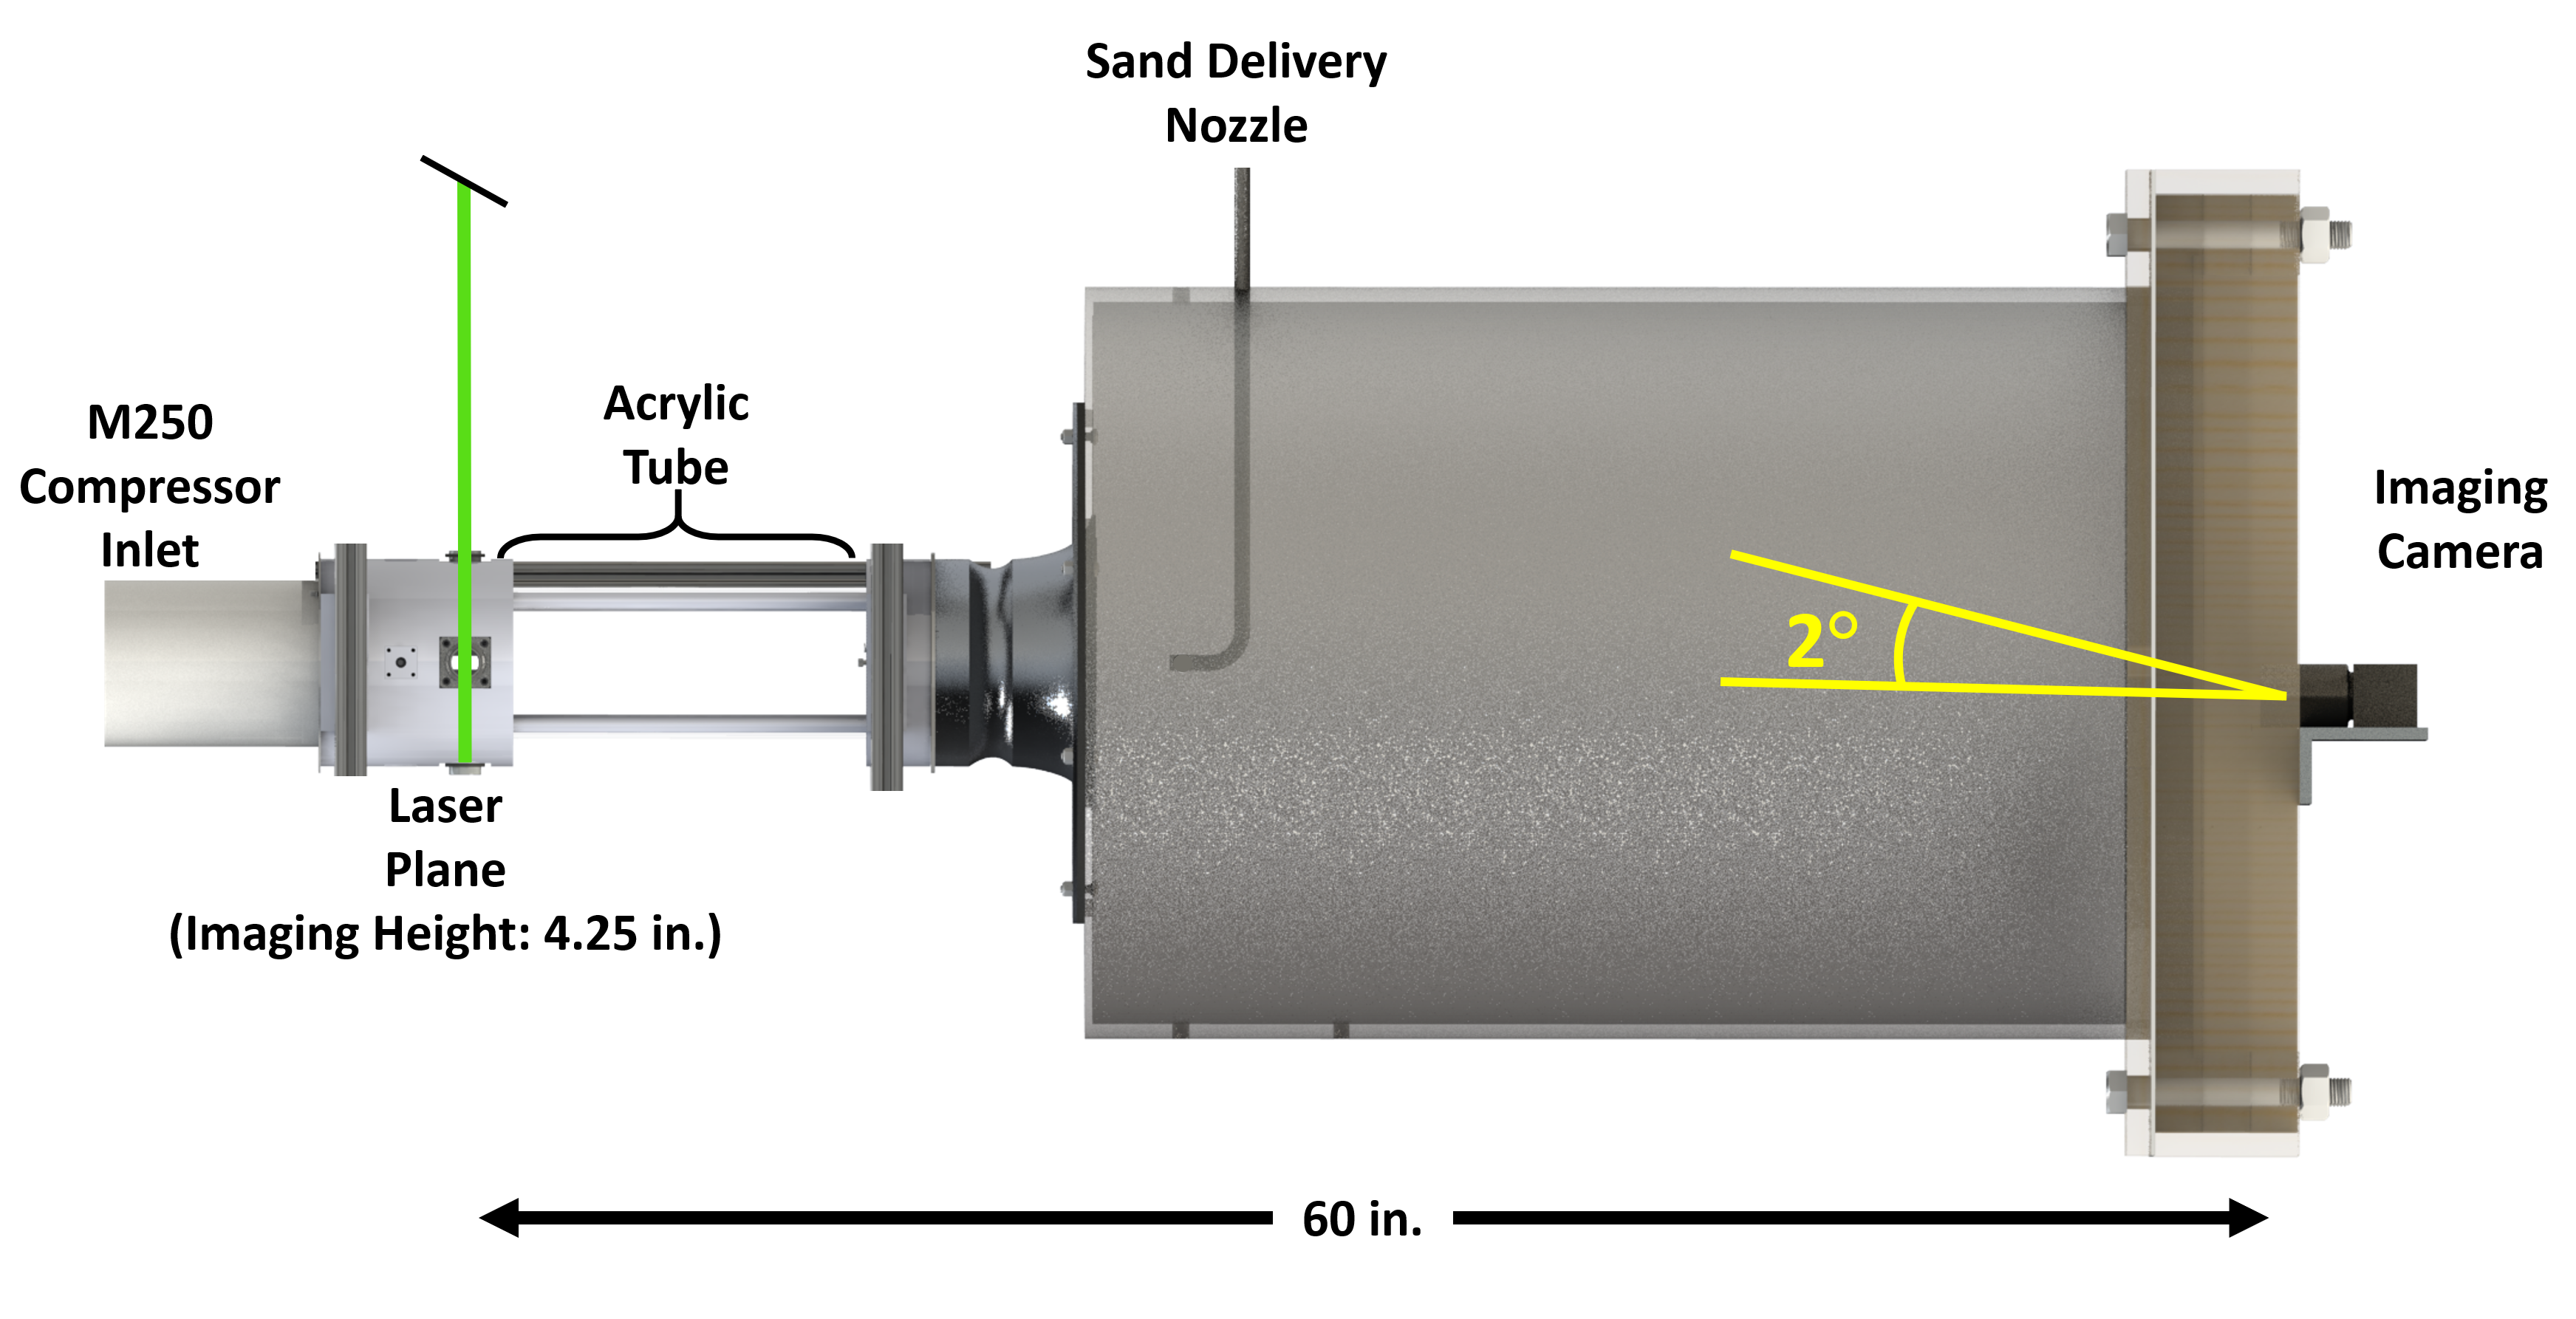 Sand Delivery
Nozzle
Acrylic
Tube
M250
Compressor
Inlet
Imaging
Camera
2°
Laser
Plane
(Imaging Height: 4.25 in.)
60 in.